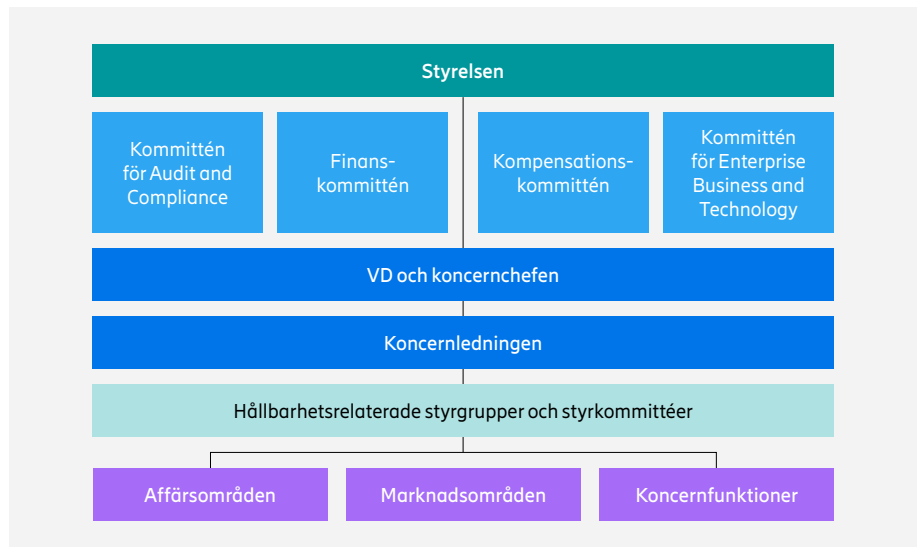 Styrelsen
Kommittén
för Audit and
Compliance
Finans-
kommittén
Kompensations-
kommittén
Kommittén
för Enterprise
Business and
Technology
VD och koncernchefen
Koncernledningen
Hållbarhetsrelaterade styrgrupper och styrkommittéer
Affärsområden
Marknadsområden
Koncernfunktioner